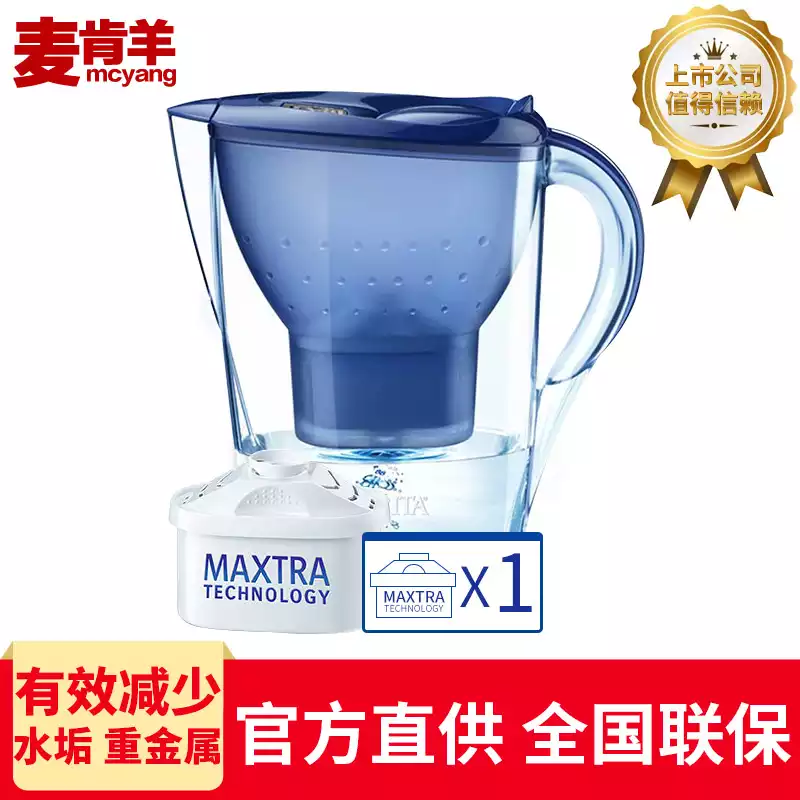 麦肯羊
mcyang
上市公司
值得信赖
MAXTRA
TECHNOLOGY
MAXTRA
TECHNOLOGY
X1
有效减少
水垢 重金属
官方直供 全国联保